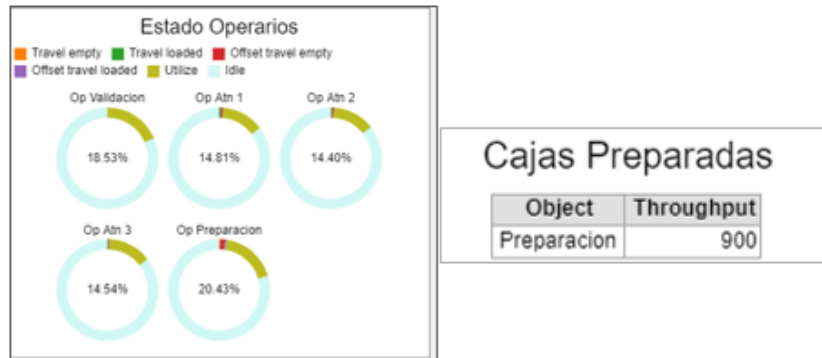 Estado Operarios
Travel empty Travel loaded Offset travel empty
Offset travel loaded Utilize Idle
Op Validacion Op Atn 1 Op Atn 2
18.53% 14.81% 14.40%
Op Atn 3 Op Preparacion
14.54% 20.43%
Cajas Preparadas
Object Throughput
Preparacion 900